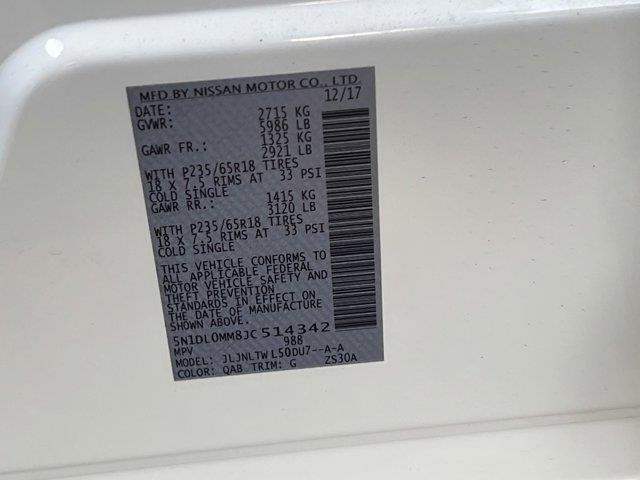 MFD BY NISSAN MOTOR CO., LTD.
DATE: 12/17
GVWR: 2715 KG
5986 LB
GAWR FR.: 1325 KG
2921 LB
WITH P235/65R18 TIRES
18 X 7.5 RIMS AT 33 PSI
COLD SINGLE
GAWR RR.: 1415 KG
3120 LB
WITH P235/65R18 TIRES
18 X 7.5 RIMS AT 33 PSI
COLD SINGLE
THIS VEHICLE CONFORMS TO
ALL APPLICABLE FEDERAL
MOTOR VEHICLE SAFETY AND
THEFT PREVENTION
STANDARDS IN EFFECT ON
THE DATE OF MANUFACTURE
SHOWN ABOVE.
5N1DL0MM8JC514342
MPV 988
MODEL: JLJNLTWL50DU7--A-A
COLOR: QAB TRIM: G ZS30A